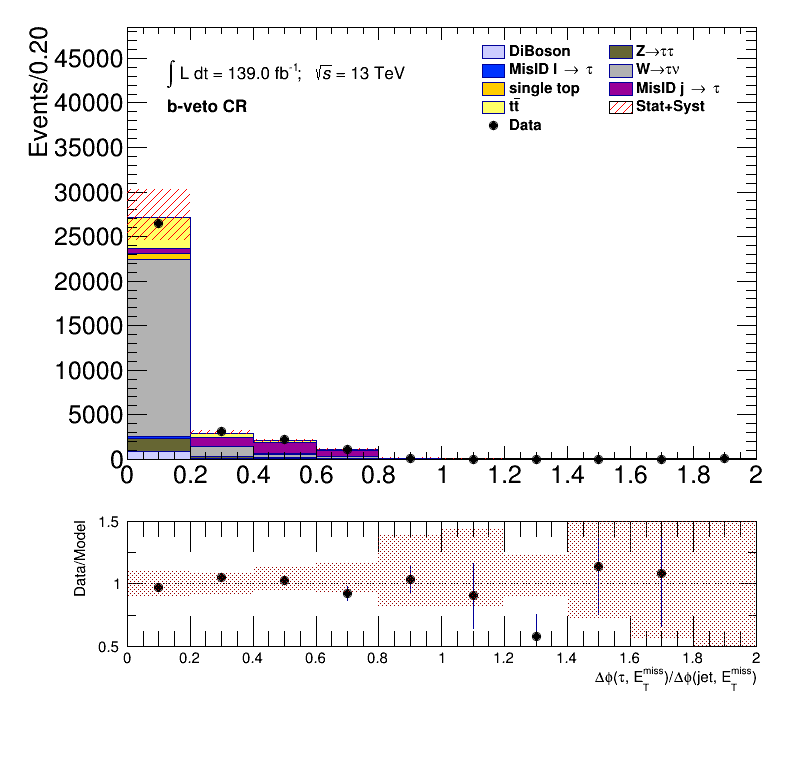 Events/0.20
45000
40000
35000
30000
25000
20000
15000
10000
5000
0
∫ L dt = 139.0 fb⁻¹; √s = 13 TeV
b-veto CR
DiBoson
Z→ττ
MisID l → τ
W→τν
single top
MisID j → τ
tt̄
Stat+Syst
Data
0 0.2 0.4 0.6 0.8 1 1.2 1.4 1.6 1.8 2
Data/Model
1.5
1
0.5
0 0.2 0.4 0.6 0.8 1 1.2 1.4 1.6 1.8 2
Δϕ(τ, E_T^miss)/Δϕ(jet, E_T^miss)